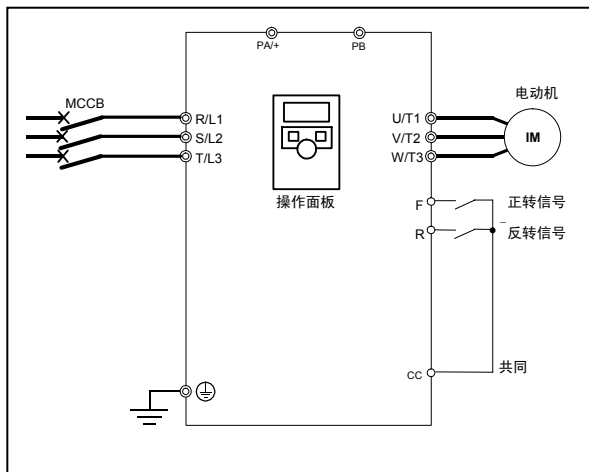 PA/+
PB
MCCB
R/L1
S/L2
T/L3
操作面板
U/T1
V/T2
W/T3
电动机
IM
F
正转信号
R
反转信号
CC
共同